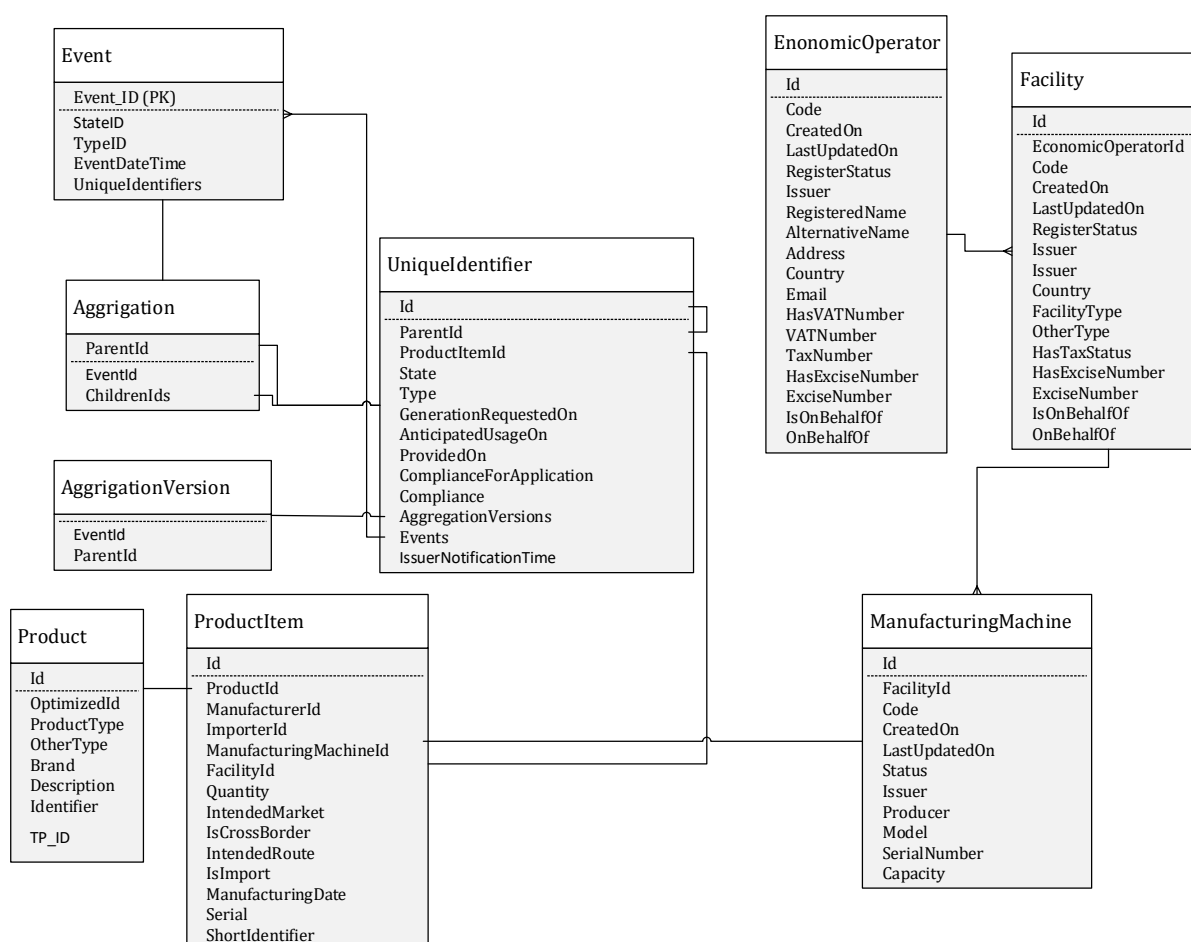 Event
Event_ID (PK)
StateID
TypeID
EventDateTime
UniqueIdentifiers
EnonomicOperator
Id
Code
CreatedOn
LastUpdatedOn
RegisterStatus
Issuer
RegisteredName
AlternativeName
Address
Country
Email
HasVATNumber
VATNumber
TaxNumber
HasExciseNumber
ExciseNumber
IsOnBehalfOf
OnBehalfOf
Facility
Id
EconomicOperatorId
Code
CreatedOn
LastUpdatedOn
RegisterStatus
Issuer
Issuer
Country
FacilityType
OtherType
HasTaxStatus
HasExciseNumber
ExciseNumber
IsOnBehalfOf
OnBehalfOf
UniqueIdentifier
Id
ParentId
ProductItemId
State
Type
GenerationRequestedOn
AnticipatedUsageOn
ProvidedOn
ComplianceForApplication
Compliance
AggregationVersions
Events
IssuerNotificationTime
Aggrigation
ParentId
EventId
ChildrenIds
AggrigationVersion
EventId
ParentId
Product
Id
OptimizedId
ProductType
OtherType
Brand
Description
Identifier
TP_ID
ProductItem
Id
ProductId
ManufacturerId
ImporterId
ManufacturingMachineId
FacilityId
Quantity
IntendedMarket
IsCrossBorder
IntendedRoute
IsImport
ManufacturingDate
Serial
ShortIdentifier
ManufacturingMachine
Id
FacilityId
Code
CreatedOn
LastUpdatedOn
Status
Issuer
Producer
Model
SerialNumber
Capacity